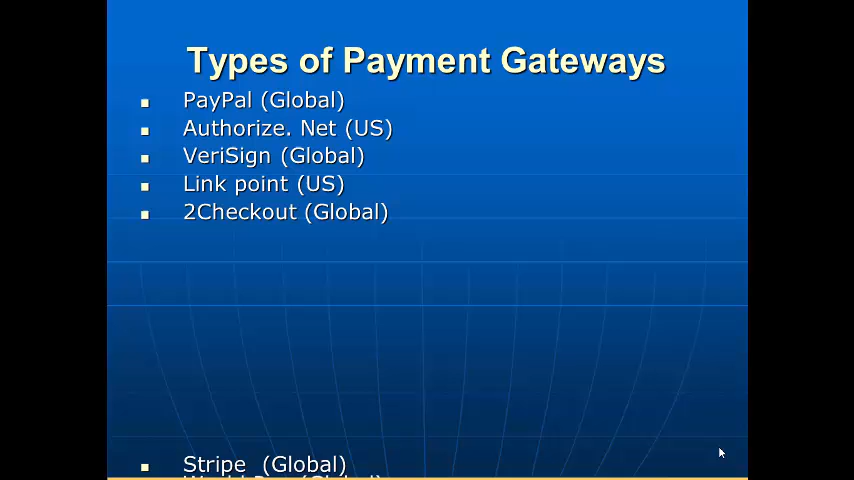 Types of Payment Gateways
PayPal (Global)
Authorize. Net (US)
VeriSign (Global)
Link point (US)
2Checkout (Global)
Stripe (Global)